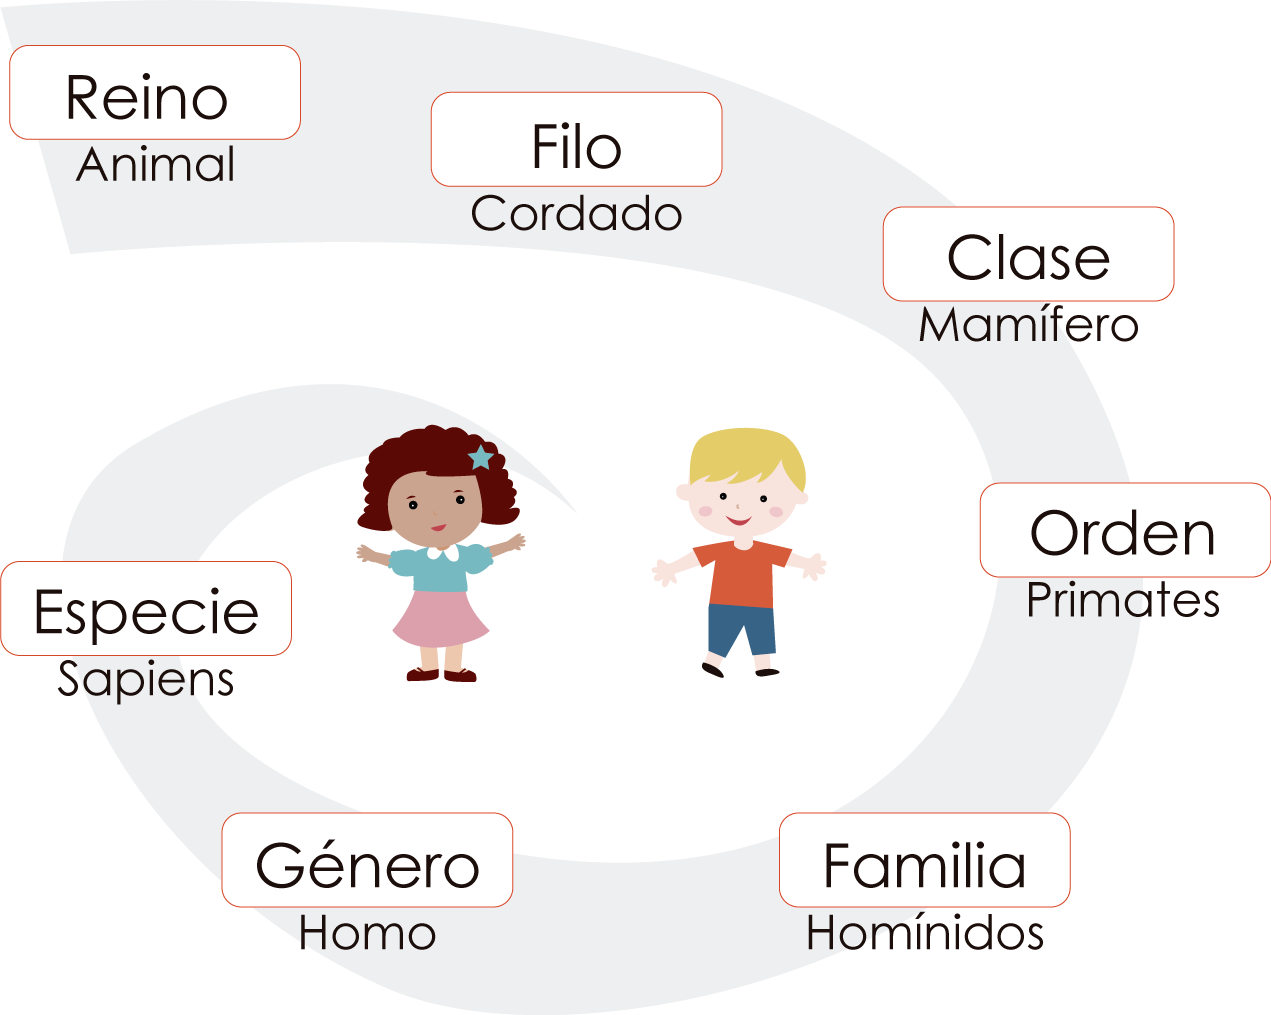 Reino
Animal
Filo
Cordado
Clase
Mamífero
Orden
Primates
Familia
Homínidos
Género
Homo
Especie
Sapiens